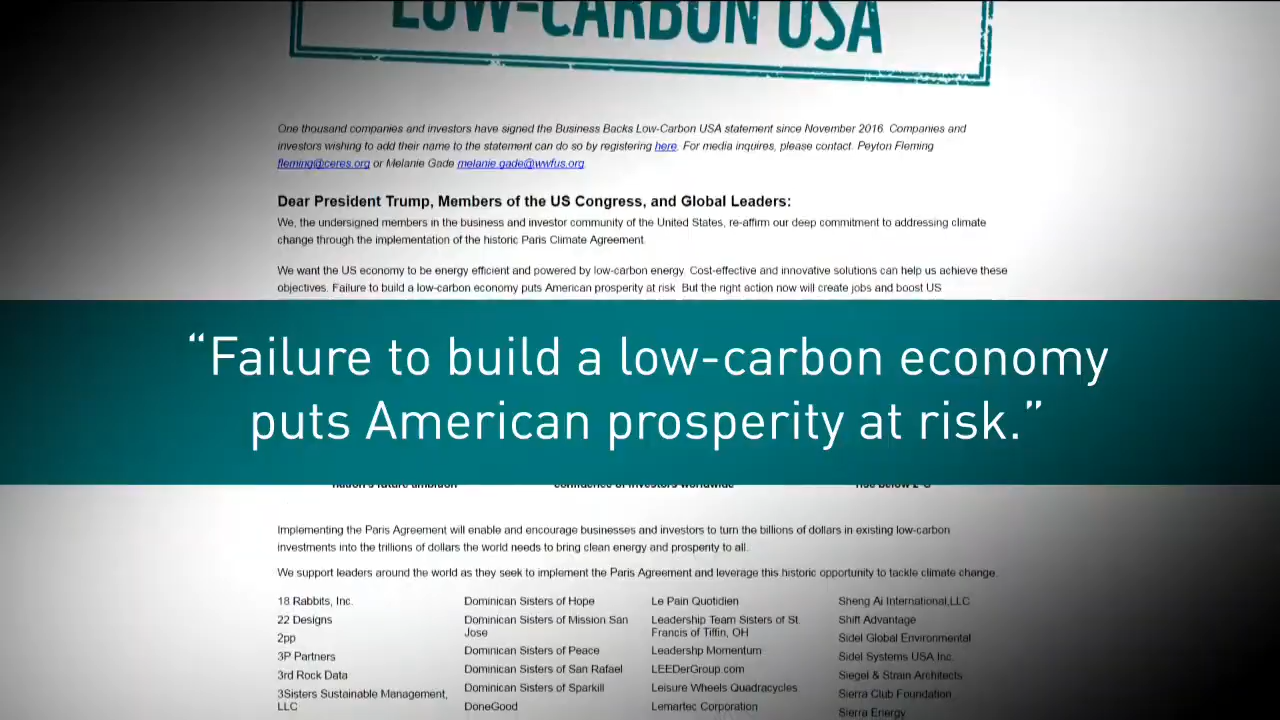 LOW-CARBON USA
One thousand companies and investors have signed the Business Backs Low-Carbon USA statement since November 2016. Companies and
investors wishing to add their name to the statement can do so by registering here. For media inquires, please contact. Peyton Fleming
fleming@ceres.org or Melanie Gade melanie.gade@wwfus.org.
Dear President Trump, Members of the US Congress, and Global Leaders:
We, the undersigned members in the business and investor community of the United States, re-affirm our deep commitment to addressing climate
change through the implementation of the historic Paris Climate Agreement.
We want the US economy to be energy efficient and powered by low-carbon energy. Cost-effective and innovative solutions can help us achieve these
objectives. Failure to build a low-carbon economy puts American prosperity at risk. But the right action now will create jobs and boost US
“Failure to build a low-carbon economy
puts American prosperity at risk.”
nation's future ambition confidence of investors worldwide rise below 2°C
Implementing the Paris Agreement will enable and encourage businesses and investors to turn the billions of dollars in existing low-carbon
investments into the trillions of dollars the world needs to bring clean energy and prosperity to all.
We support leaders around the world as they seek to implement the Paris Agreement and leverage this historic opportunity to tackle climate change.
18 Rabbits, Inc.
22 Designs
2pp
3P Partners
3rd Rock Data
3Sisters Sustainable Management,
LLC
Dominican Sisters of Hope
Dominican Sisters of Mission San
Jose
Dominican Sisters of Peace
Dominican Sisters of San Rafael
Dominican Sisters of Sparkill
DoneGood
Le Pain Quotidien
Leadership Team Sisters of St.
Francis of Tiffin, OH
Leadershp Momentum
LEEDerGroup.com
Leisure Wheels Quadracycles
Lemartec Corporation
Sheng Ai International,LLC
Shift Advantage
Sidel Global Environmental
Sidel Systems USA Inc.
Siegel & Strain Architects
Sierra Club Foundation
Sierra Energy